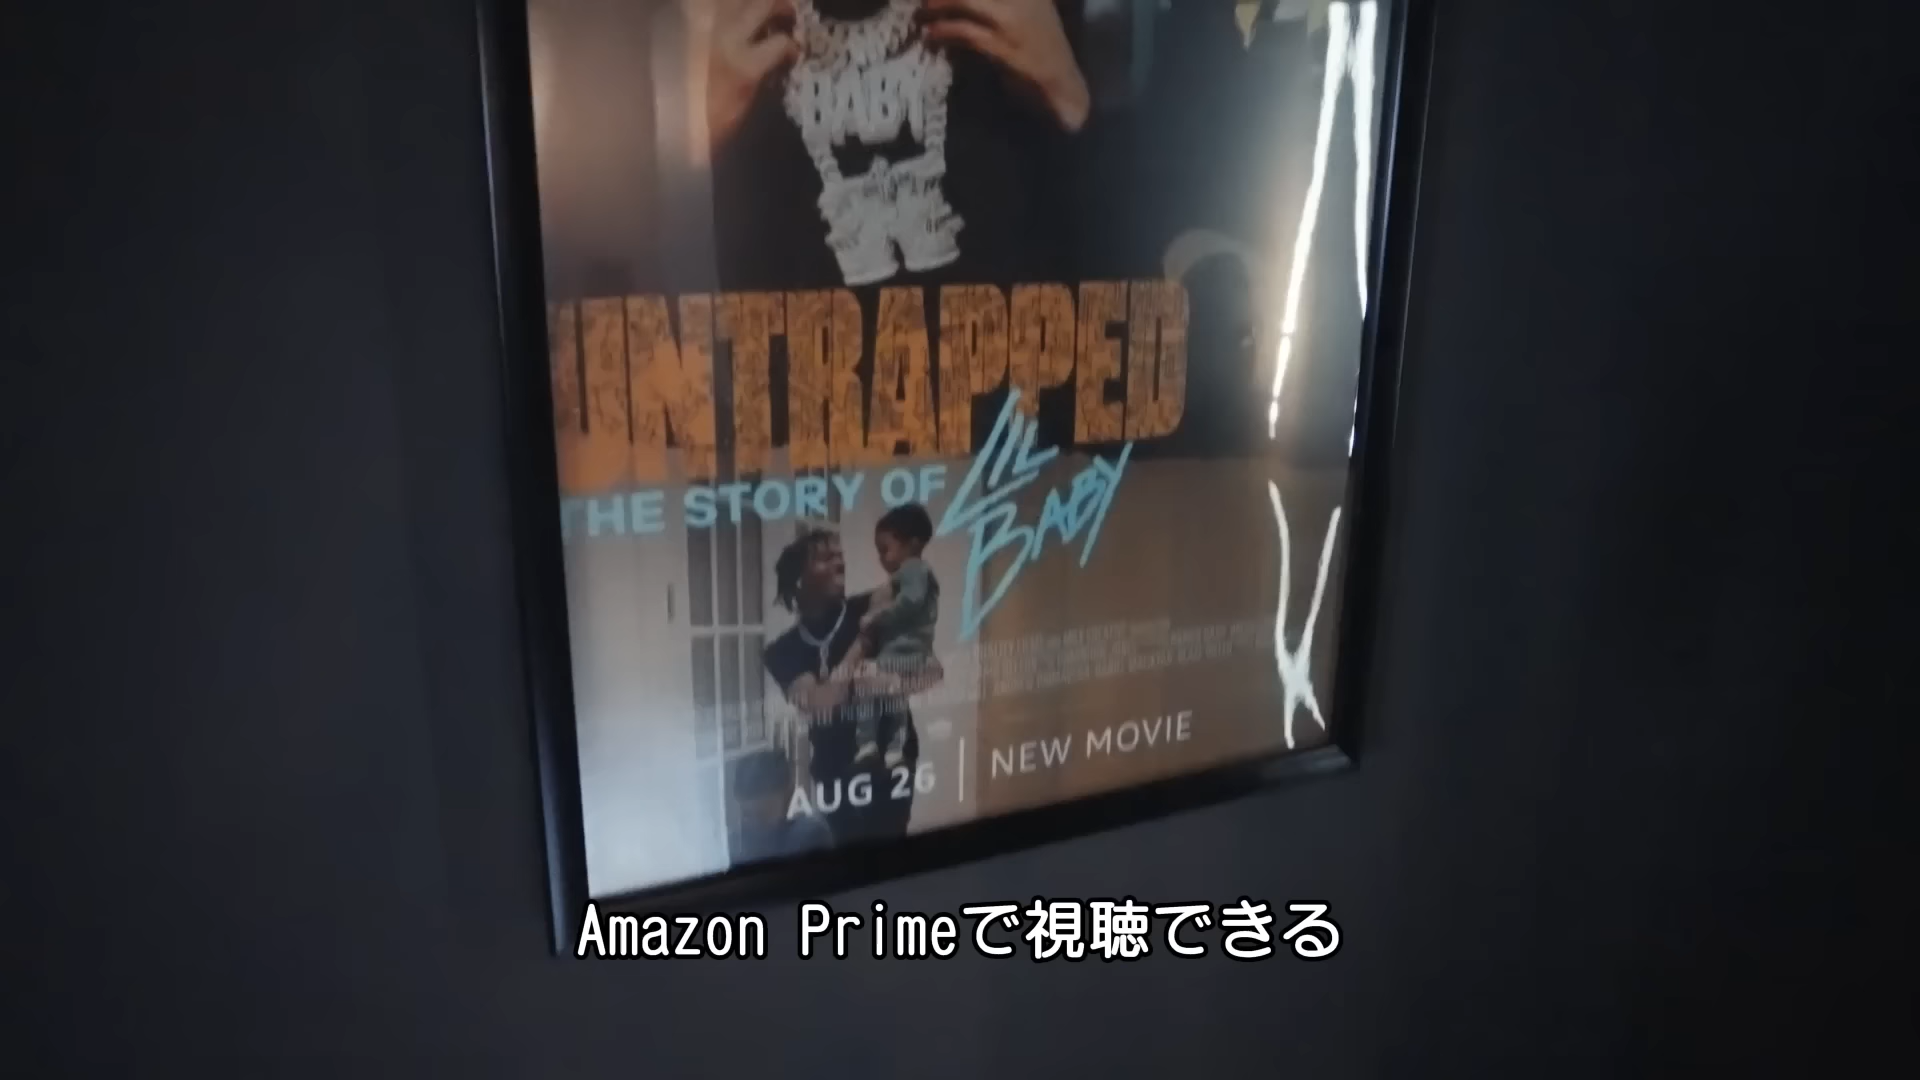 BABY
UNTRAPPED
THE STORY OF LIL BABY
AUG 26 | NEW MOVIE
Amazon Primeで視聴できる